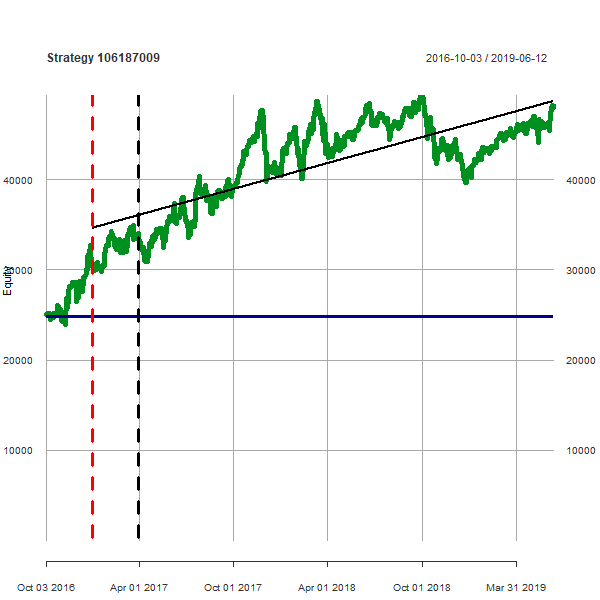 Strategy 106187009
2016-10-03 / 2019-06-12
40000
40000
30000
30000
Equity
20000
20000
10000
10000
Oct 03 2016
Apr 01 2017
Oct 01 2017
Apr 01 2018
Oct 01 2018
Mar 31 2019